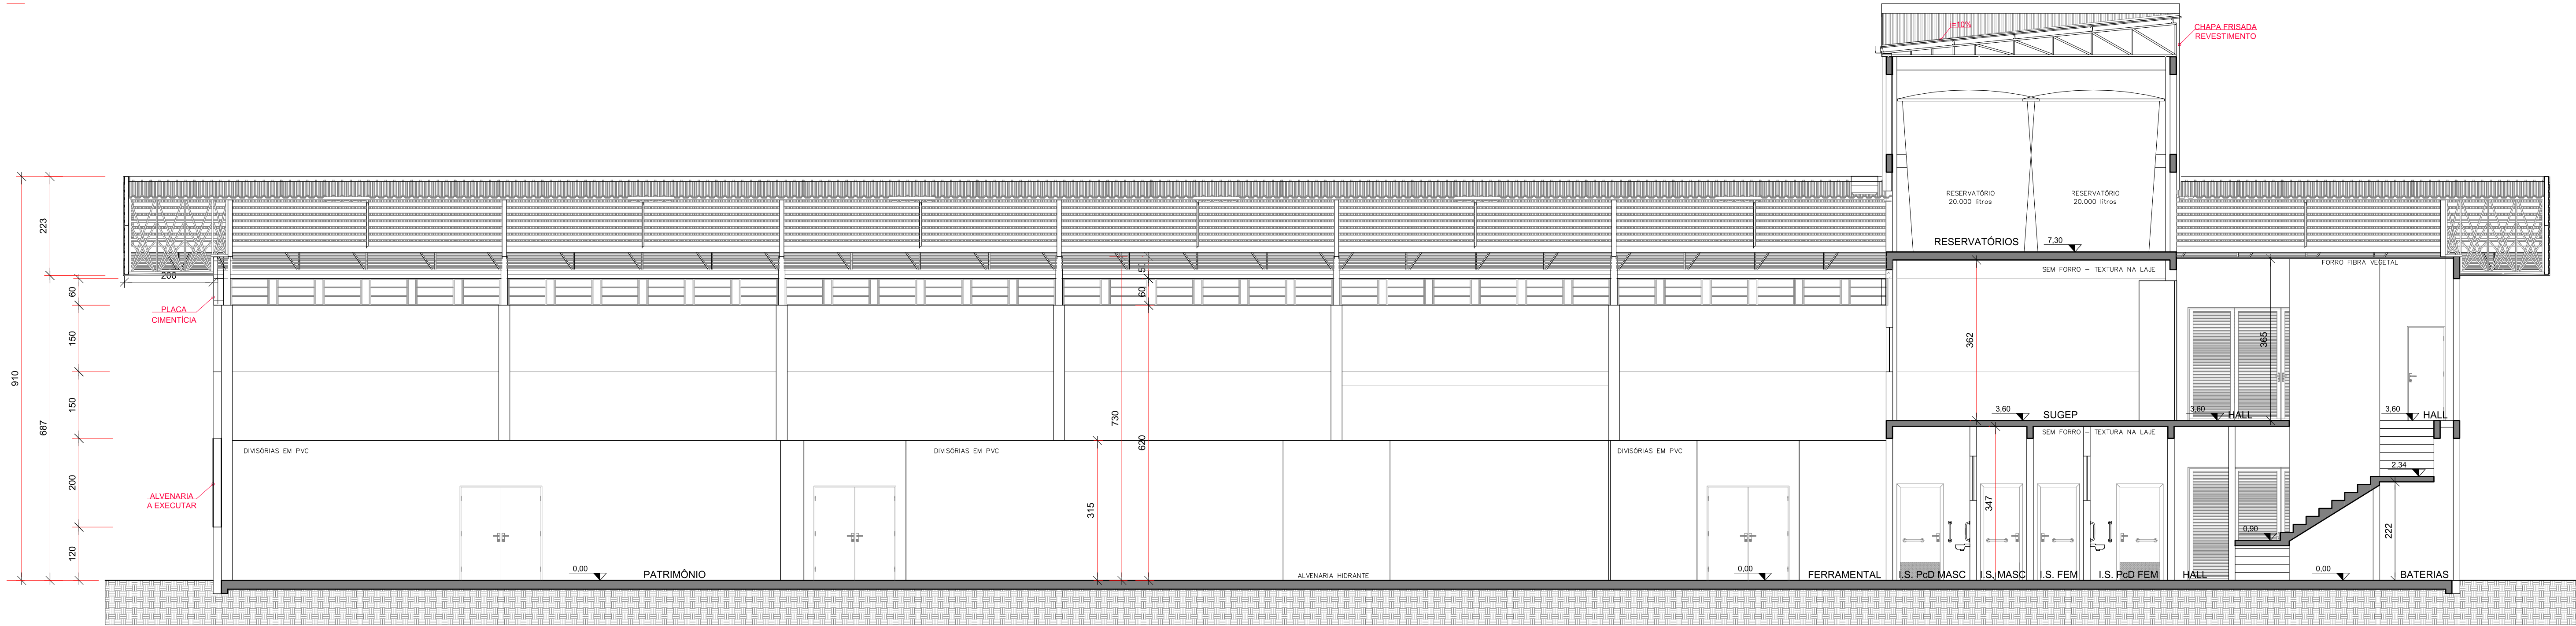 i=10%
CHAPA FRISADA
REVESTIMENTO
RESERVATÓRIO
20.000 litros
RESERVATÓRIO
20.000 litros
RESERVATÓRIOS
7,30
223
910
687
200
60
150
150
200
120
PLACA
CIMENTÍCIA
ALVENARIA
A EXECUTAR
60
730
620
315
SEM FORRO - TEXTURA NA LAJE
FORRO FIBRA VEGETAL
362
365
3,60
SUGEP
3,60
HALL
3,60
HALL
SEM FORRO - TEXTURA NA LAJE
DIVISÓRIAS EM PVC
DIVISÓRIAS EM PVC
DIVISÓRIAS EM PVC
347
2,34
0,90
222
0,00
PATRIMÔNIO
ALVENARIA HIDRANTE
0,00
FERRAMENTAL
I.S. PcD MASC
I.S. MASC
I.S. FEM
I.S. PcD FEM
HALL
0,00
BATERIAS